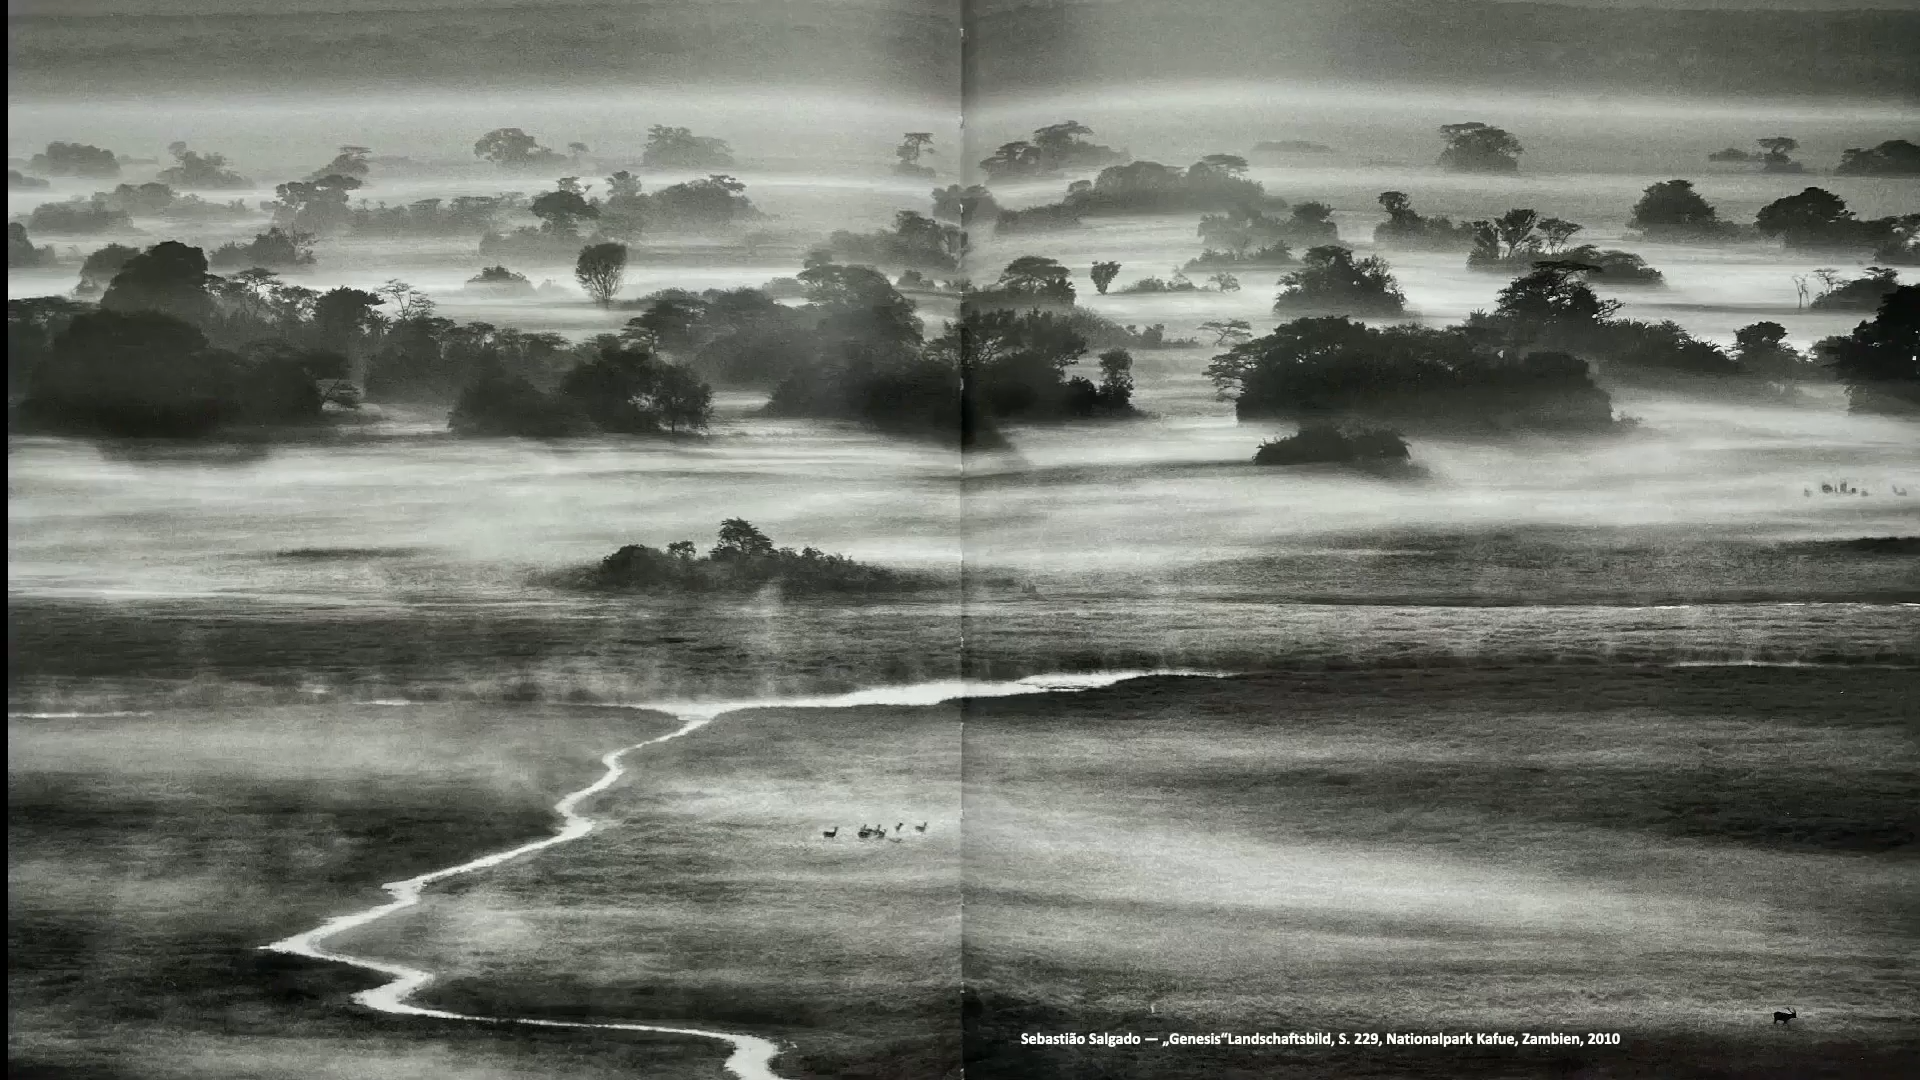 Sebastião Salgado — „Genesis"Landschaftsbild, S. 229, Nationalpark Kafue, Zambien, 2010